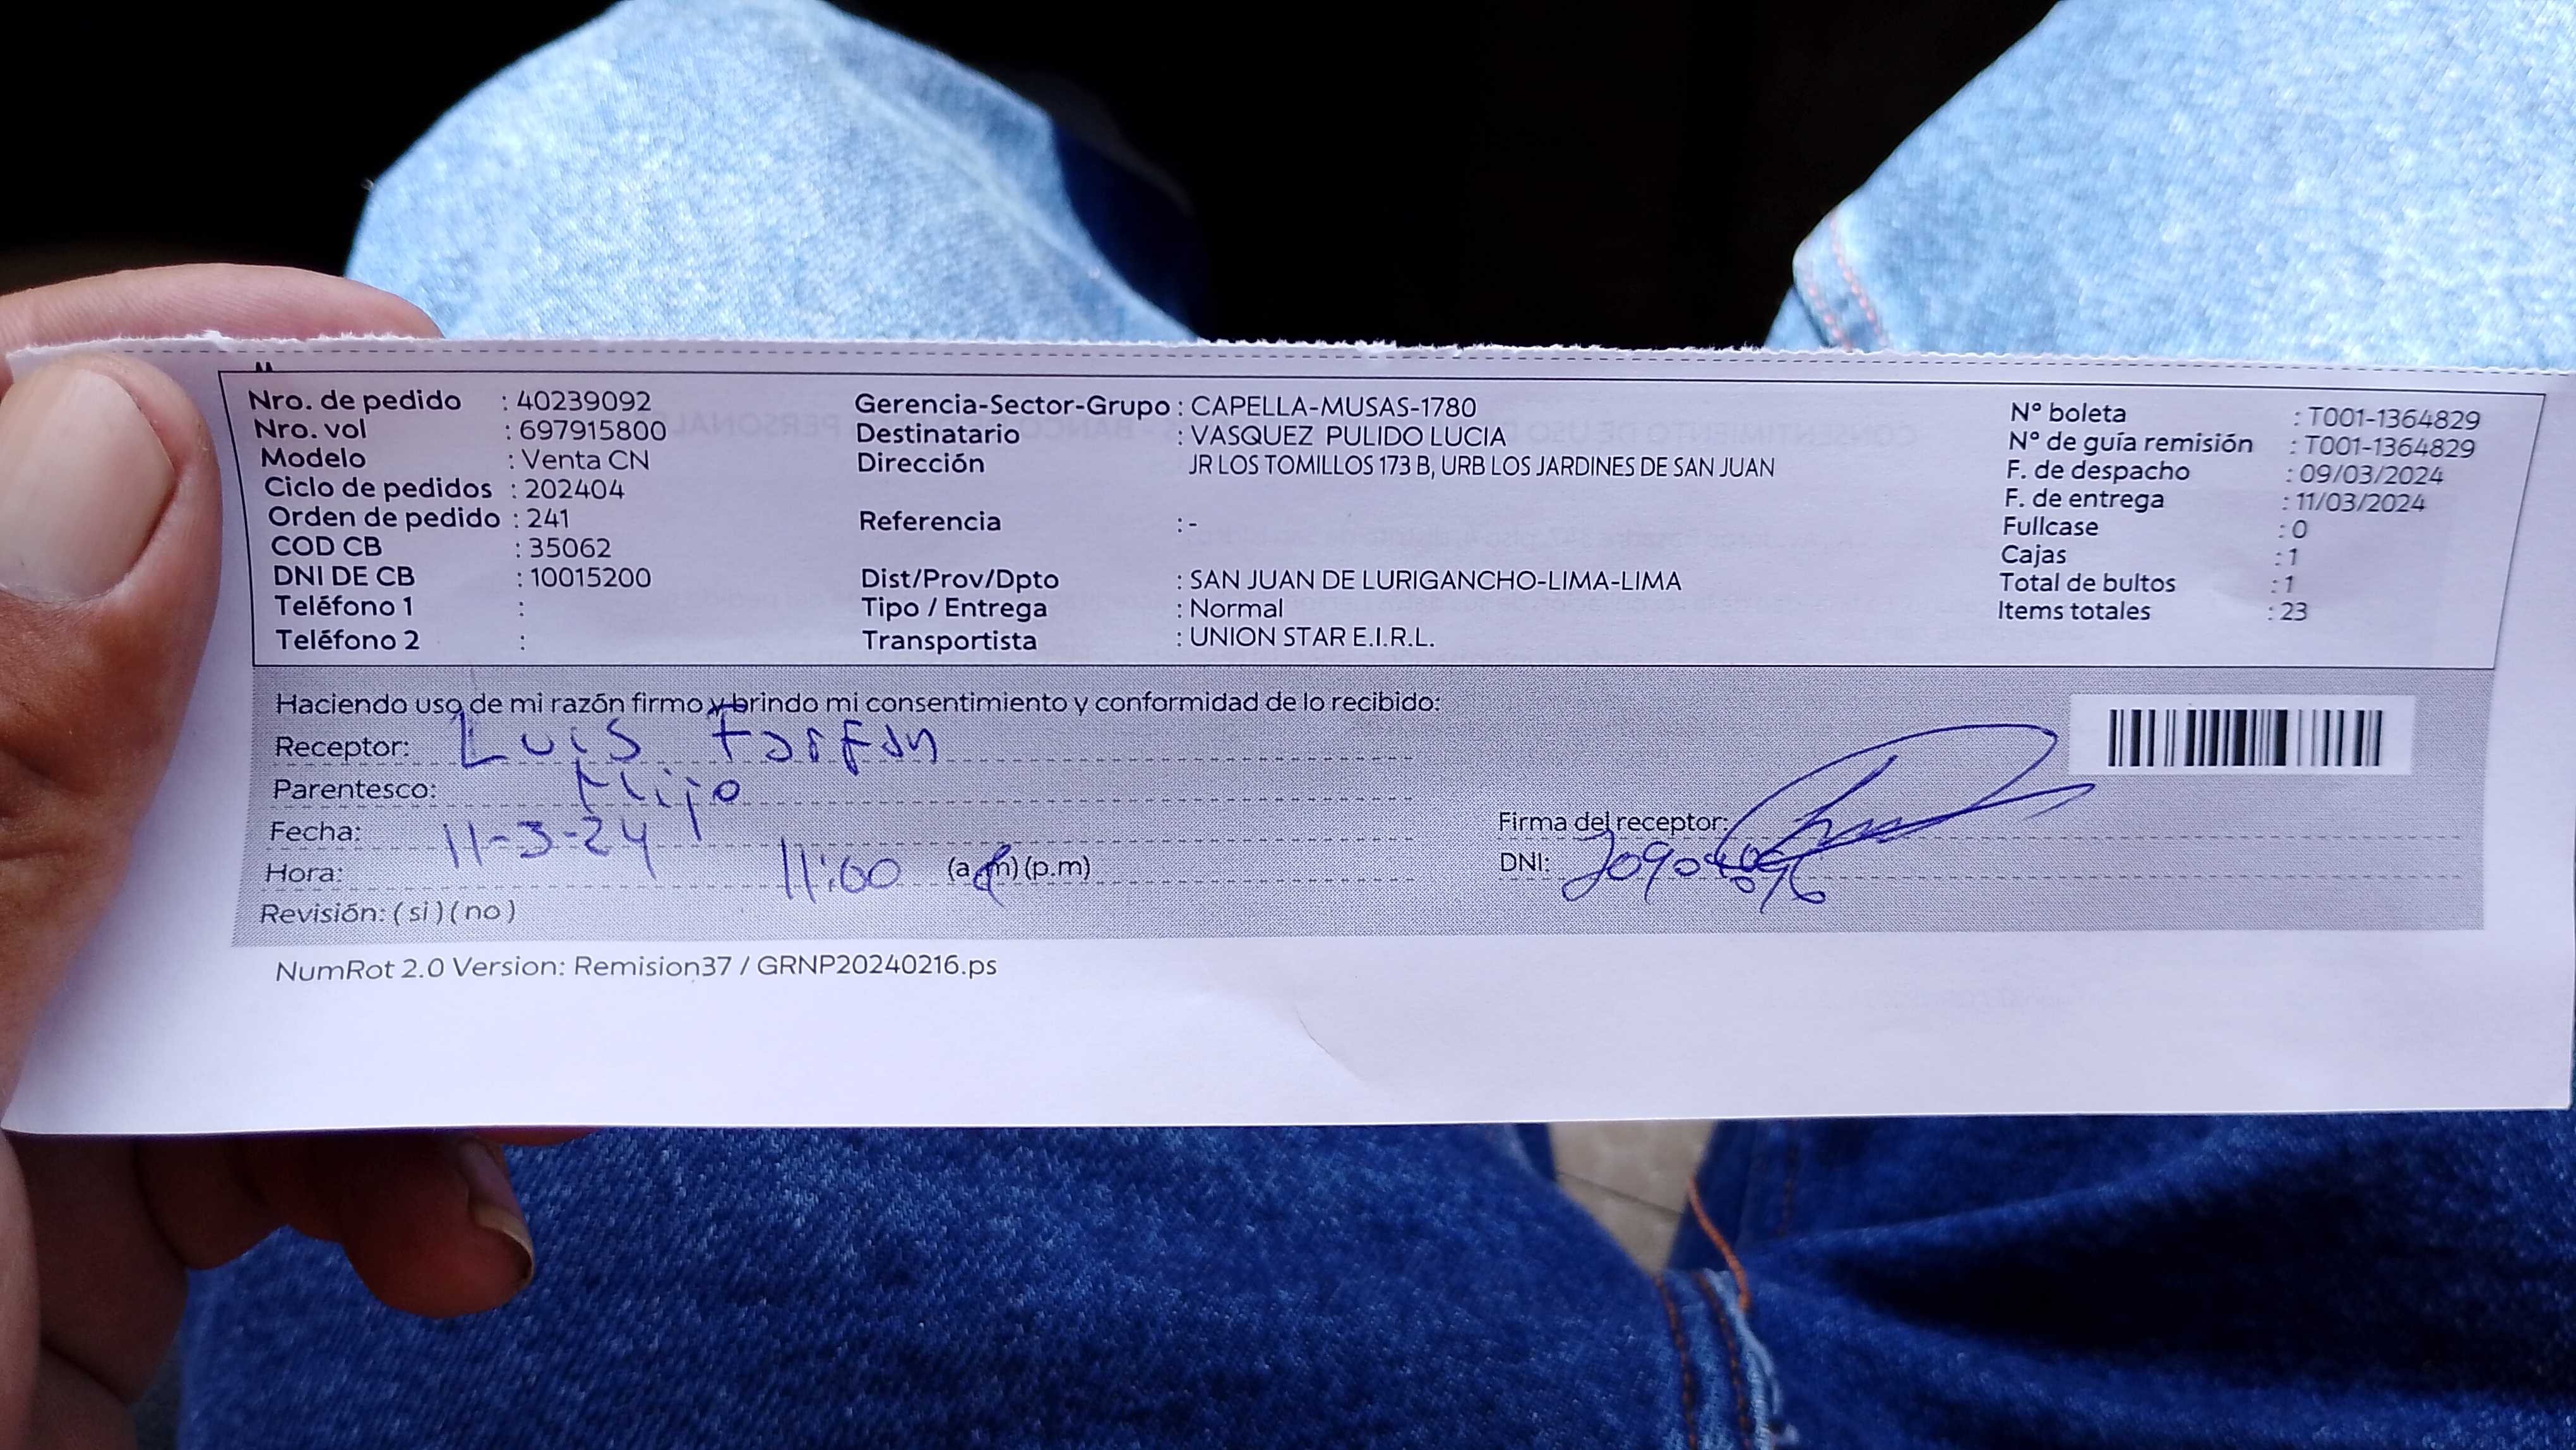 Nro. de pedido : 40239092
Nro. vol : 697915800
Modelo : Venta CN
Ciclo de pedidos : 202404
Orden de pedido : 241
COD CB : 35062
DNI DE CB : 10015200
Teléfono 1 :
Teléfono 2 :
Gerencia-Sector-Grupo : CAPELLA-MUSAS-1780
Destinatario : VASQUEZ PULIDO LUCIA
Dirección JR LOS TOMILLOS 173 B, URB LOS JARDINES DE SAN JUAN
Referencia : -
Dist/Prov/Dpto : SAN JUAN DE LURIGANCHO-LIMA-LIMA
Tipo / Entrega : Normal
Transportista : UNION STAR E.I.R.L.
N° boleta : T001-1364829
N° de guía remisión : T001-1364829
F. de despacho : 09/03/2024
F. de entrega : 11/03/2024
Fullcase : 0
Cajas : 1
Total de bultos : 1
Items totales : 23
Haciendo uso de mi razón firmo y brindo mi consentimiento y conformidad de lo recibido:
Receptor: Luis Farfan
Parentesco: Hijo
Fecha: 11-3-24
Hora: 11:00 (a.m) (p.m)
Revisión: ( si ) ( no )
Firma del receptor:
DNI:
NumRot 2.0 Version: Remision37 / GRNP20240216.ps